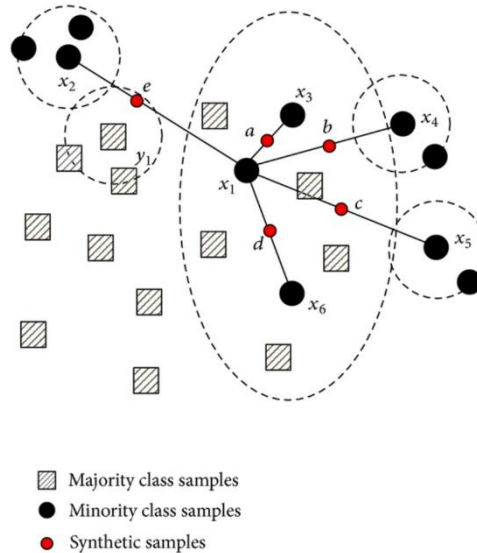 e
x₂
x₃
a
b
x₄
y₁
x₁
c
d
x₅
x₆
Majority class samples
Minority class samples
Synthetic samples